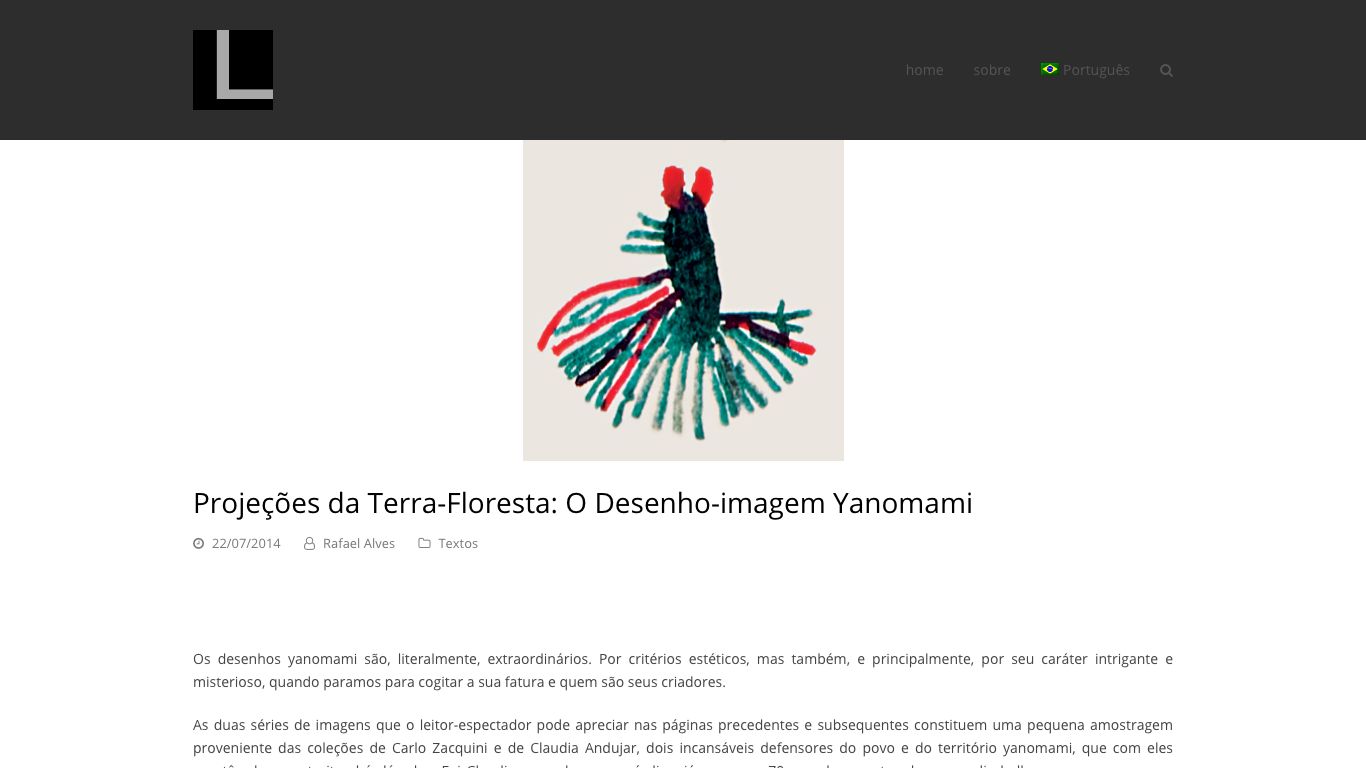 L
home sobre Português
Projeções da Terra-Floresta: O Desenho-imagem Yanomami
22/07/2014 Rafael Alves Textos
Os desenhos yanomami são, literalmente, extraordinários. Por critérios estéticos, mas também, e principalmente, por seu caráter intrigante e
misterioso, quando paramos para cogitar a sua fatura e quem são seus criadores.
As duas séries de imagens que o leitor-espectador pode apreciar nas páginas precedentes e subsequentes constituem uma pequena amostragem
proveniente das coleções de Carlo Zacquini e de Claudia Andujar, dois incansáveis defensores do povo e do território yanomami, que com eles